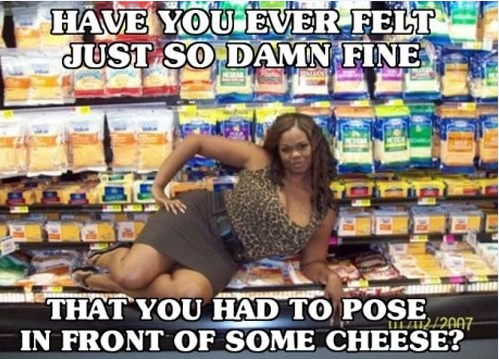 HAVE YOU EVER FELT
JUST SO DAMN FINE
THAT YOU HAD TO POSE
IN FRONT OF SOME CHEESE?